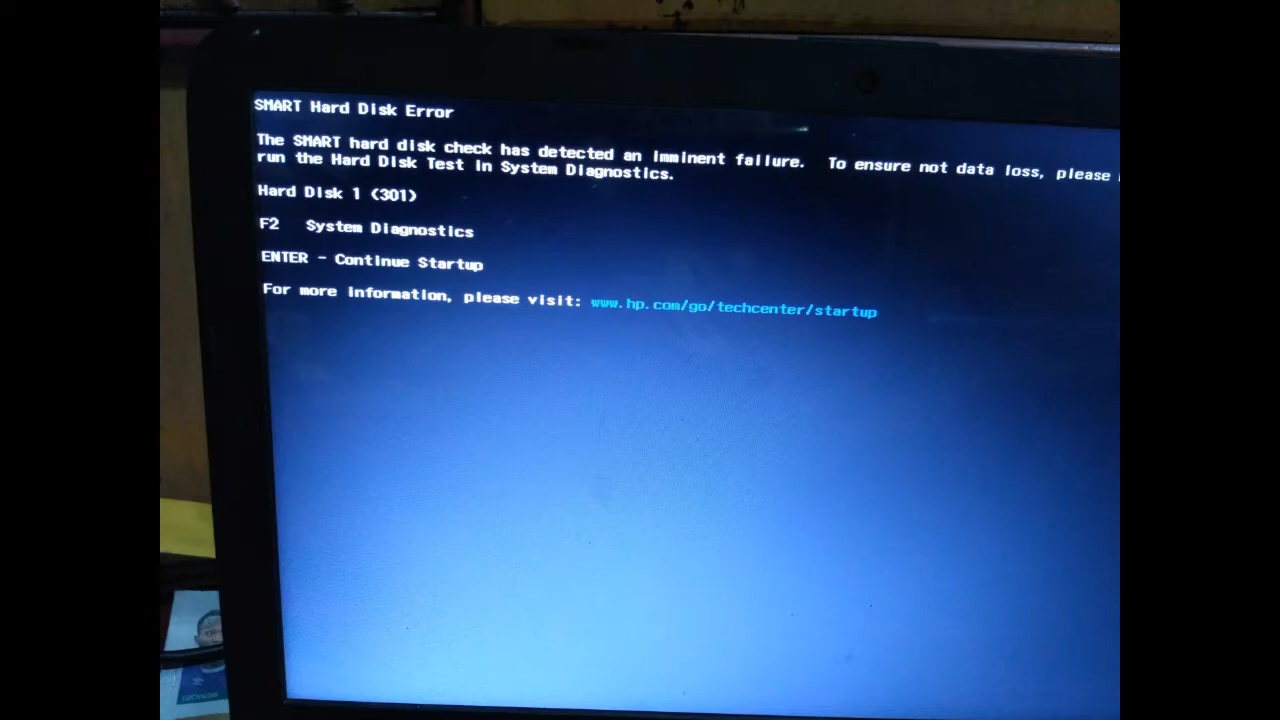 SMART Hard Disk Error
The SMART hard disk check has detected an imminent failure.  To ensure not data loss, please
run the Hard Disk Test in System Diagnostics.
Hard Disk 1 (301)
F2   System Diagnostics
ENTER - Continue Startup
For more information, please visit: www.hp.com/go/techcenter/startup